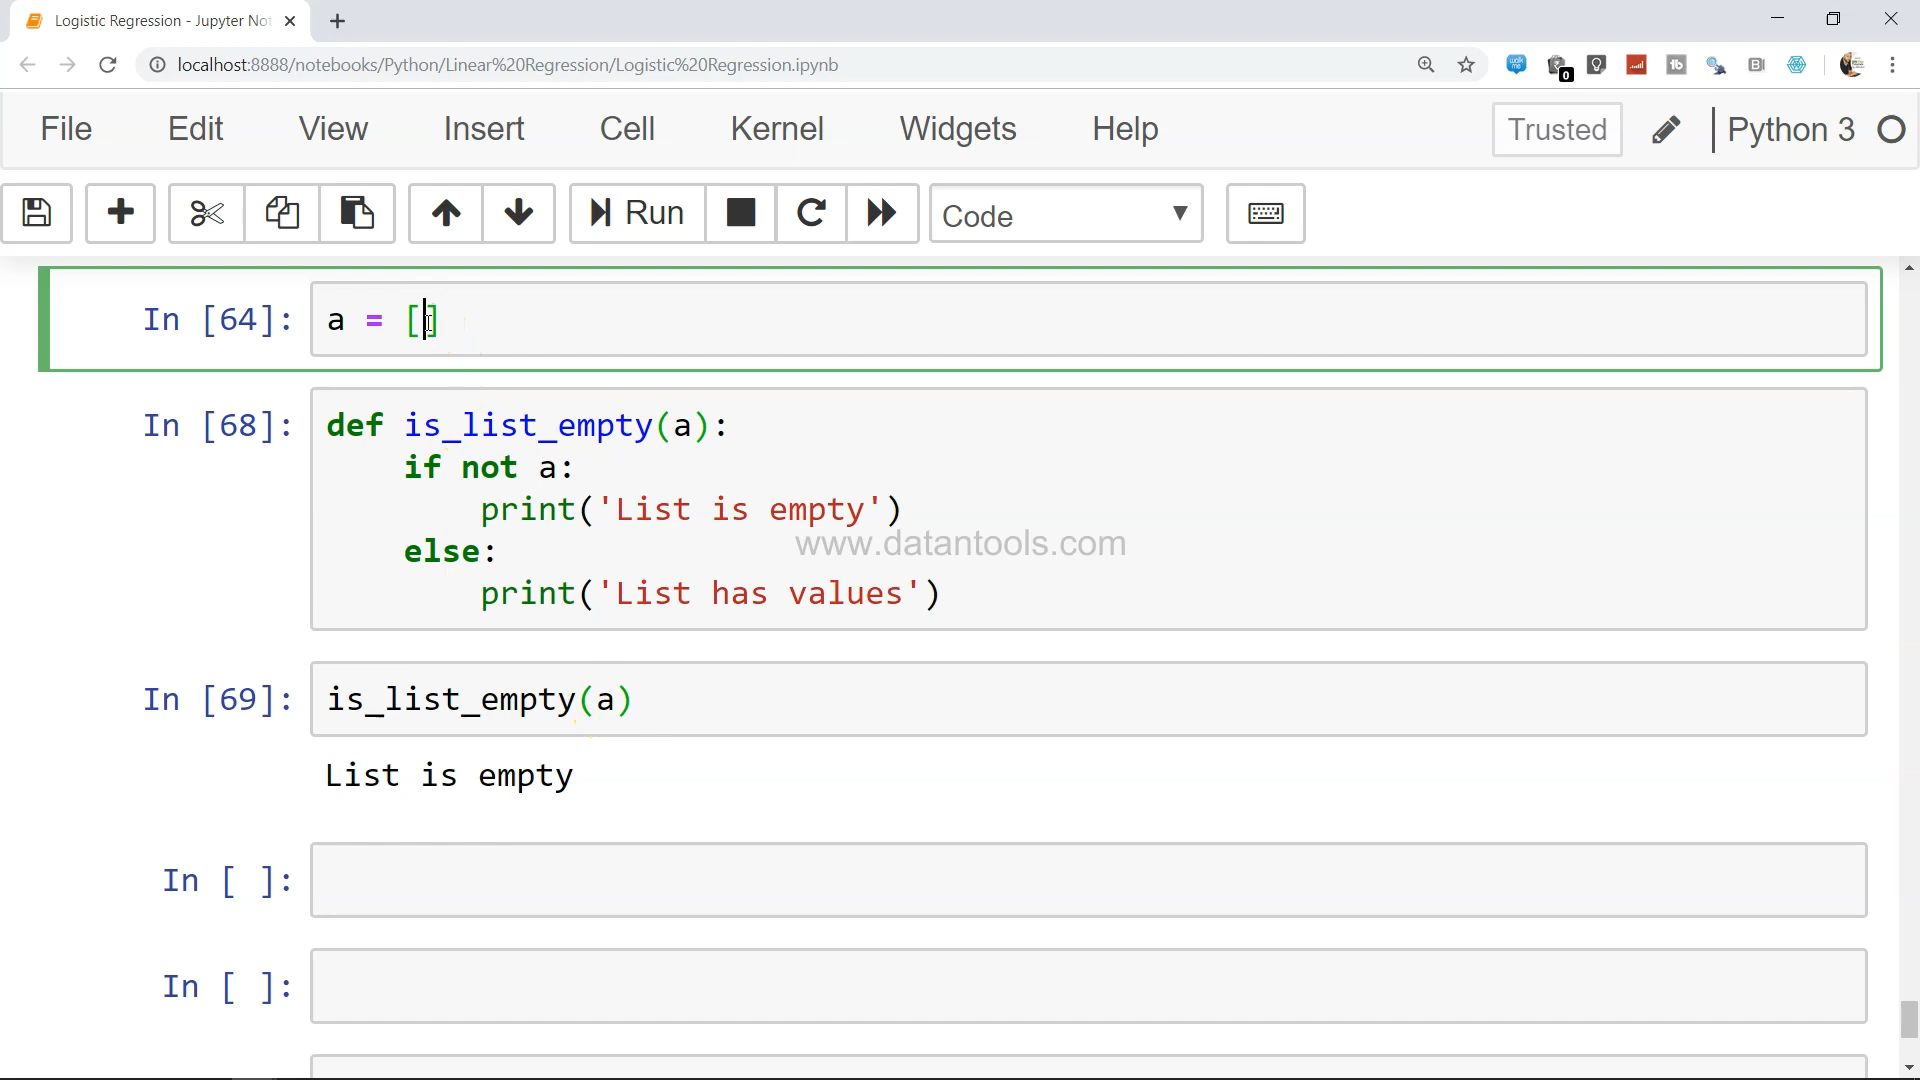 Logistic Regression - Jupyter Not
localhost:8888/notebooks/Python/Linear%20Regression/Logistic%20Regression.ipynb
0
File Edit View Insert Cell Kernel Widgets Help Trusted Python 3
Run Code
In [64]: a = []
In [68]: def is_list_empty(a):
if not a:
print('List is empty')
else:
print('List has values')
www.datantools.com
In [69]: is_list_empty(a)
List is empty
In [ ]:
In [ ]: